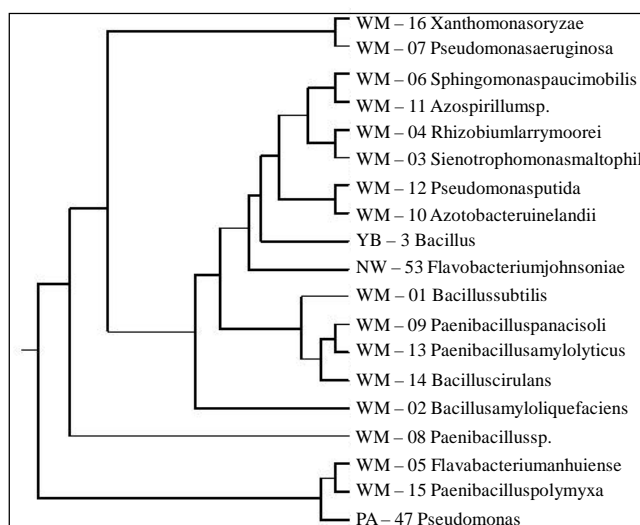 WM – 16 Xanthomonasoryzae
WM – 07 Pseudomonasaeruginosa
WM – 06 Sphingomonaspaucimobilis
WM – 11 Azospirillumsp.
WM – 04 Rhizobiumlarrymoorei
WM – 03 Sienotrophomonasmaltophil
WM – 12 Pseudomonasputida
WM – 10 Azotobacteruinelandii
YB – 3 Bacillus
NW – 53 Flavobacteriumjohnsoniae
WM – 01 Bacillussubtilis
WM – 09 Paenibacilluspanacisoli
WM – 13 Paenibacillusamylolyticus
WM – 14 Bacilluscirulans
WM – 02 Bacillusamyloliquefaciens
WM – 08 Paenibacillussp.
WM – 05 Flavabacteriumanhuiense
WM – 15 Paenibacilluspolymyxa
PA – 47 Pseudomonas